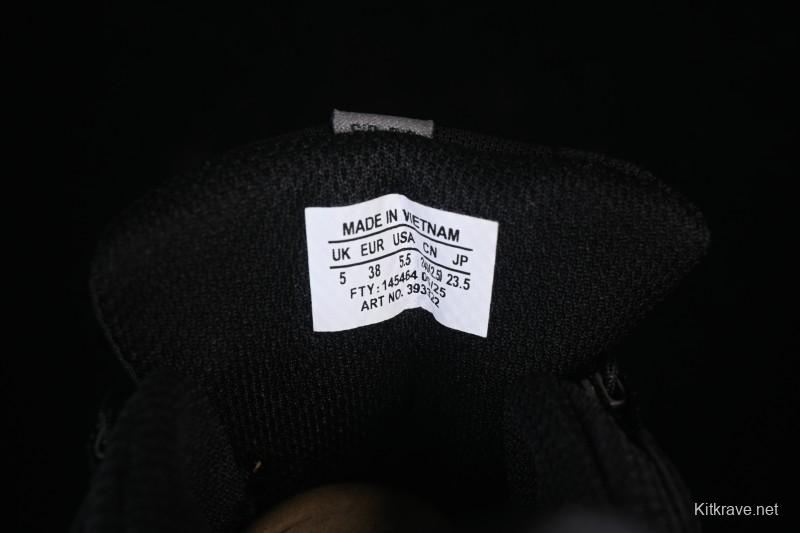 MADE IN VIETNAM
UK EUR USA CN JP
5 38 5.5 23.5
FTY: 145464
ART NO.
Kitkrave.net